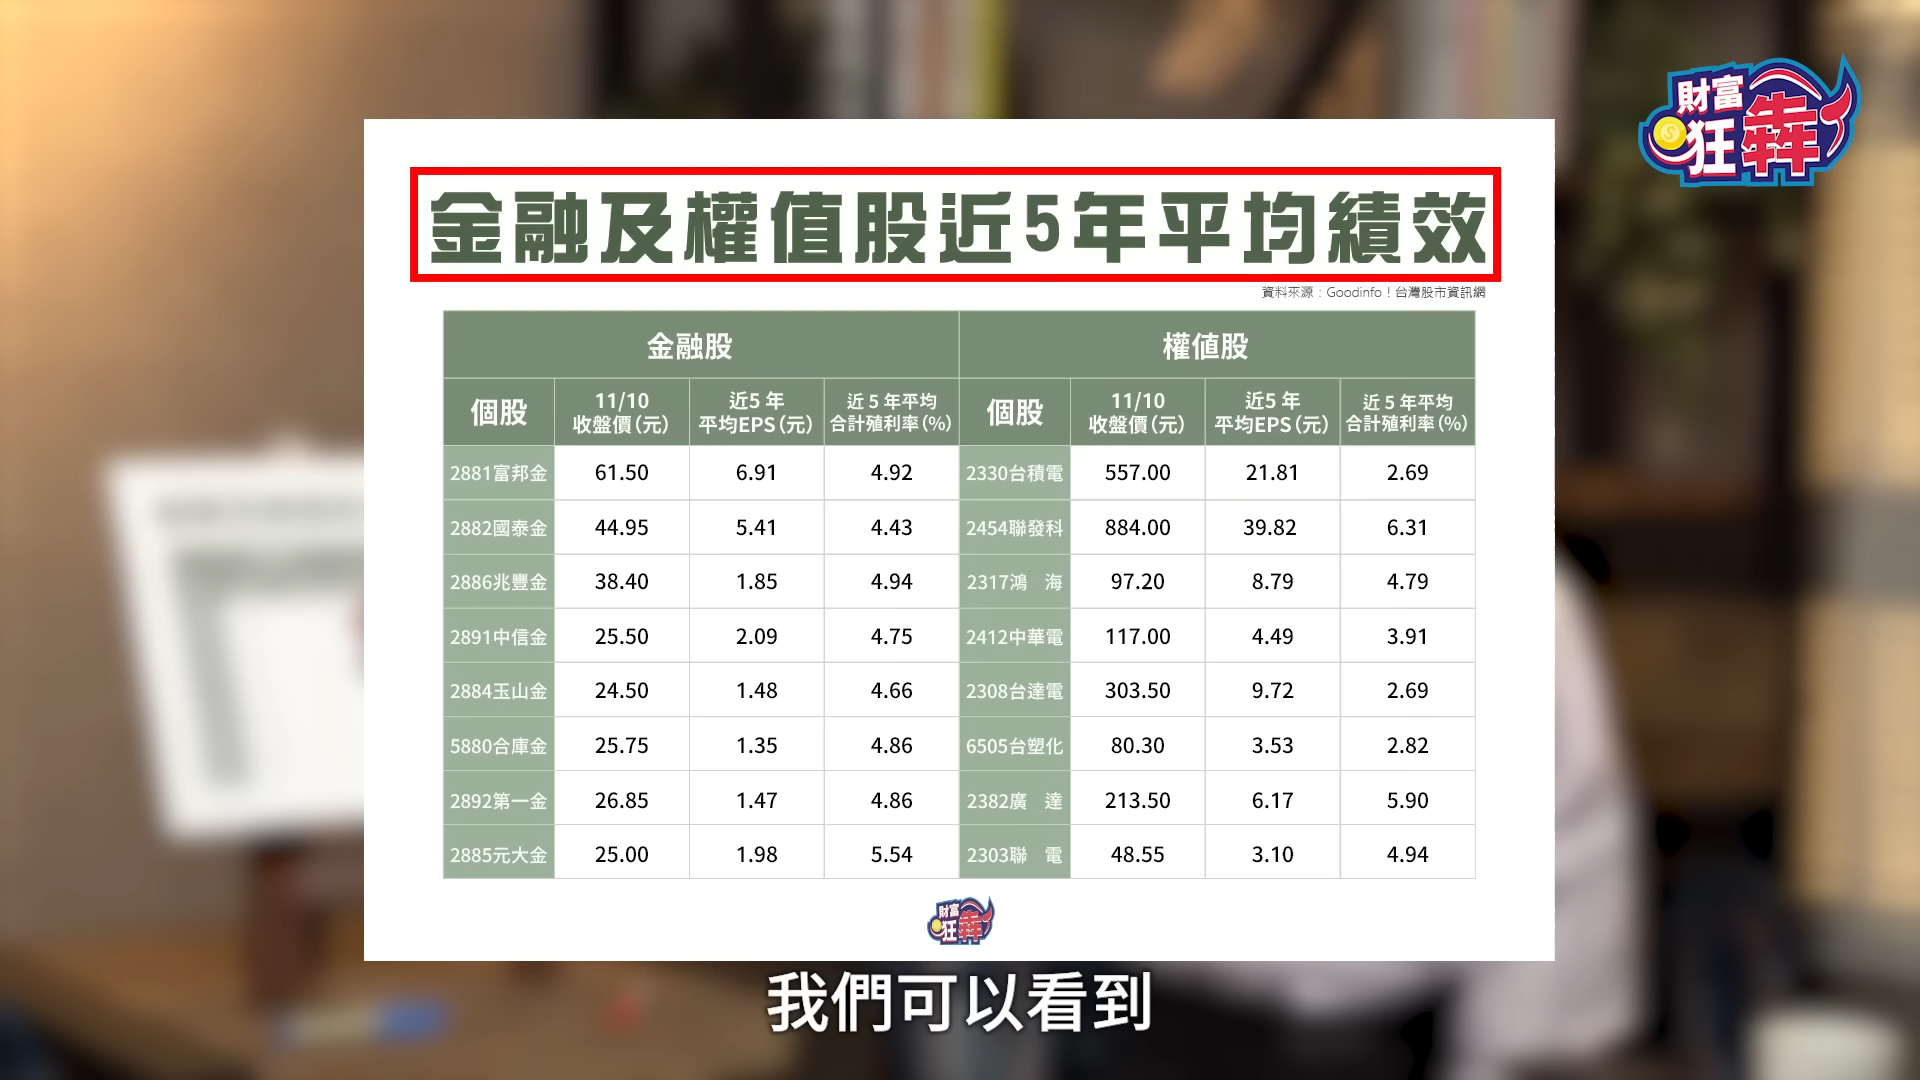 財富
狂犇
金融及權值股近5年平均績效
資料來源：Goodinfo！台灣股市資訊網
金融股 權值股
個股 11/10 收盤價(元) 近5年 平均EPS(元) 近5年平均 合計殖利率(%) 個股 11/10 收盤價(元) 近5年 平均EPS(元) 近5年平均 合計殖利率(%)
2881富邦金 61.50 6.91 4.92 2330台積電 557.00 21.81 2.69
2882國泰金 44.95 5.41 4.43 2454聯發科 884.00 39.82 6.31
2886兆豐金 38.40 1.85 4.94 2317鴻 海 97.20 8.79 4.79
2891中信金 25.50 2.09 4.75 2412中華電 117.00 4.49 3.91
2884玉山金 24.50 1.48 4.66 2308台達電 303.50 9.72 2.69
5880合庫金 25.75 1.35 4.86 6505台塑化 80.30 3.53 2.82
2892第一金 26.85 1.47 4.86 2382廣 達 213.50 6.17 5.90
2885元大金 25.00 1.98 5.54 2303聯 電 48.55 3.10 4.94
財富
狂犇
我們可以看到